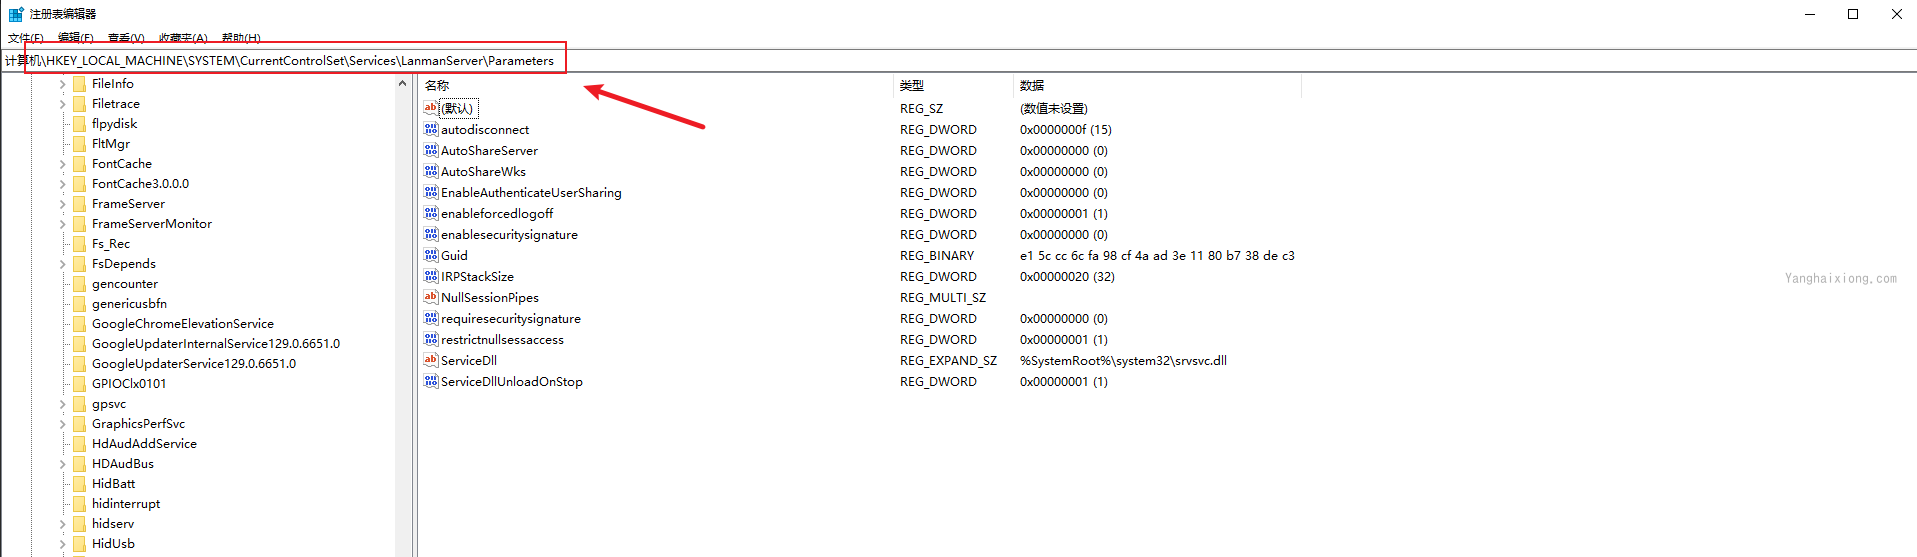 注册表编辑器
文件(F) 编辑(E) 查看(V) 收藏夹(A) 帮助(H)
计算机\HKEY_LOCAL_MACHINE\SYSTEM\CurrentControlSet\Services\LanmanServer\Parameters
FileInfo
Filetrace
flpydisk
FltMgr
FontCache
FontCache3.0.0.0
FrameServer
FrameServerMonitor
Fs_Rec
FsDepends
gencounter
genericusbfn
GoogleChromeElevationService
GoogleUpdaterInternalService129.0.6651.0
GoogleUpdaterService129.0.6651.0
GPIOClx0101
gpsvc
GraphicsPerfSvc
HdAudAddService
HDAudBus
HidBatt
hidinterrupt
hidserv
HidUsb
名称 类型 数据
(默认) REG_SZ (数值未设置)
autodisconnect REG_DWORD 0x0000000f (15)
AutoShareServer REG_DWORD 0x00000000 (0)
AutoShareWks REG_DWORD 0x00000000 (0)
EnableAuthenticateUserSharing REG_DWORD 0x00000000 (0)
enableforcedlogoff REG_DWORD 0x00000001 (1)
enablesecuritysignature REG_DWORD 0x00000000 (0)
Guid REG_BINARY e1 5c cc 6c fa 98 cf 4a ad 3e 11 80 b7 38 de c3
IRPStackSize REG_DWORD 0x00000020 (32)
NullSessionPipes REG_MULTI_SZ
requiresecuritysignature REG_DWORD 0x00000000 (0)
restrictnullsessaccess REG_DWORD 0x00000001 (1)
ServiceDll REG_EXPAND_SZ %SystemRoot%\system32\srvsvc.dll
ServiceDllUnloadOnStop REG_DWORD 0x00000001 (1)
Yanghaixiong.com